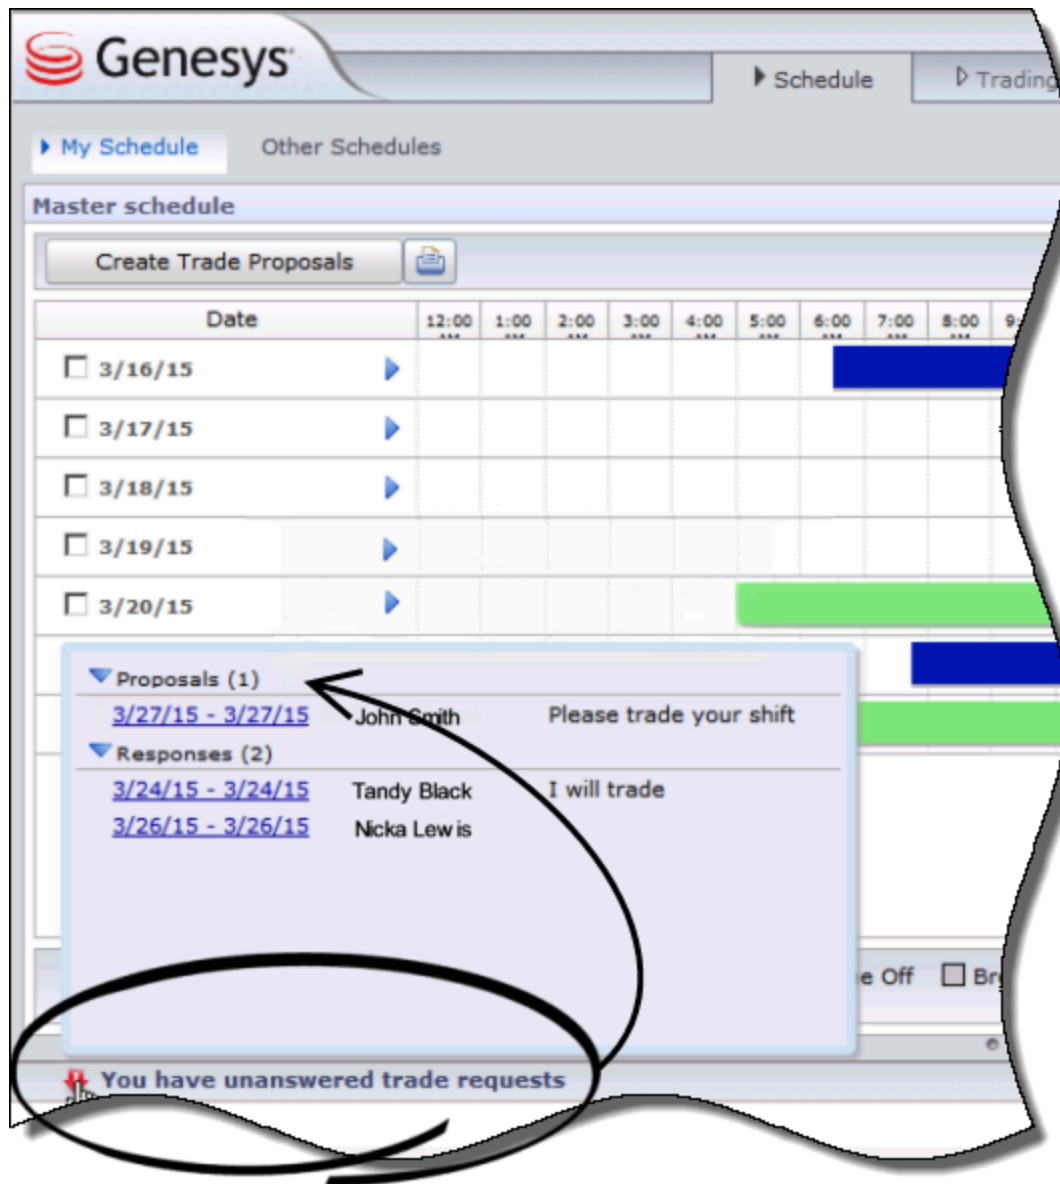 Genesys
Schedule
Trading
My Schedule
Other Schedules
Master schedule
Create Trade Proposals
Date 12:00 1:00 2:00 3:00 4:00 5:00 6:00 7:00 8:00
3/16/15
3/17/15
3/18/15
3/19/15
3/20/15
Proposals (1)
3/27/15 - 3/27/15 John Smith Please trade your shift
Responses (2)
3/24/15 - 3/24/15 Tandy Black I will trade
3/26/15 - 3/26/15 Nicka Lewis
Off
You have unanswered trade requests